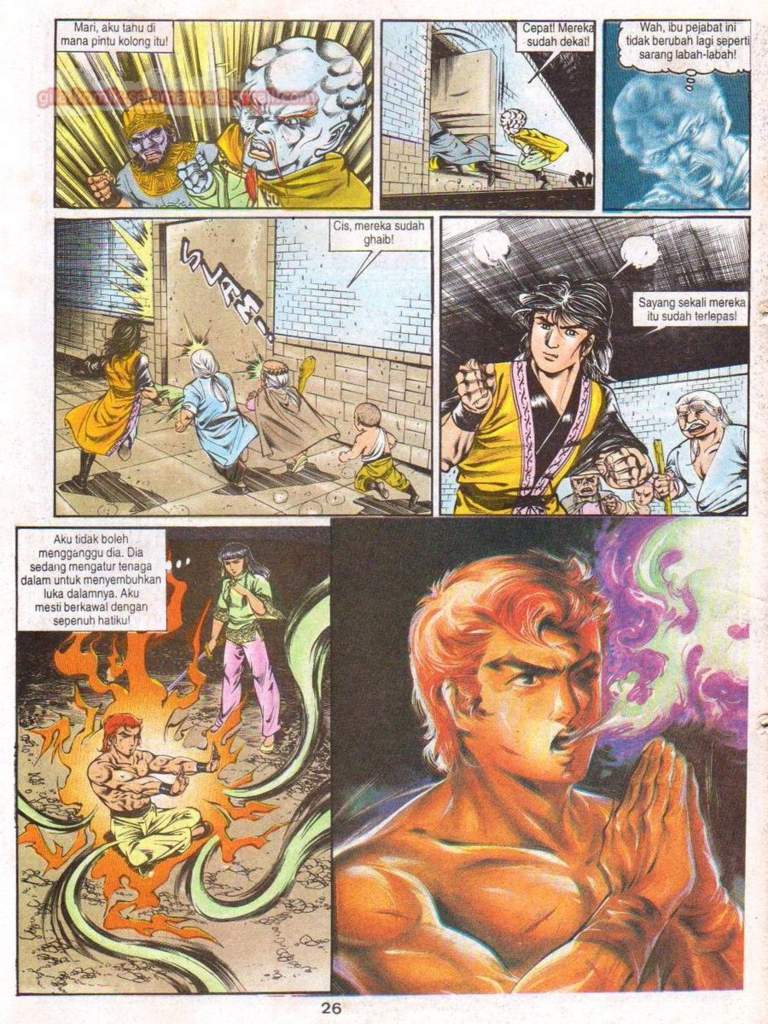 Mari, aku tahu di
mana pintu kolong itu!
Cepat! Mereka
sudah dekat!
Wah, ibu pejabat ini
tidak berubah lagi seperti
sarang labah-labah!
SLAM!!
Cis, mereka sudah
ghaib!
Sayang sekali mereka
itu sudah terlepas!
Aku tidak boleh
mengganggu dia. Dia
sedang mengatur tenaga
dalam untuk menyembuhkan
luka dalamnya. Aku
mesti berkawal dengan
sepenuh hatiku!
26